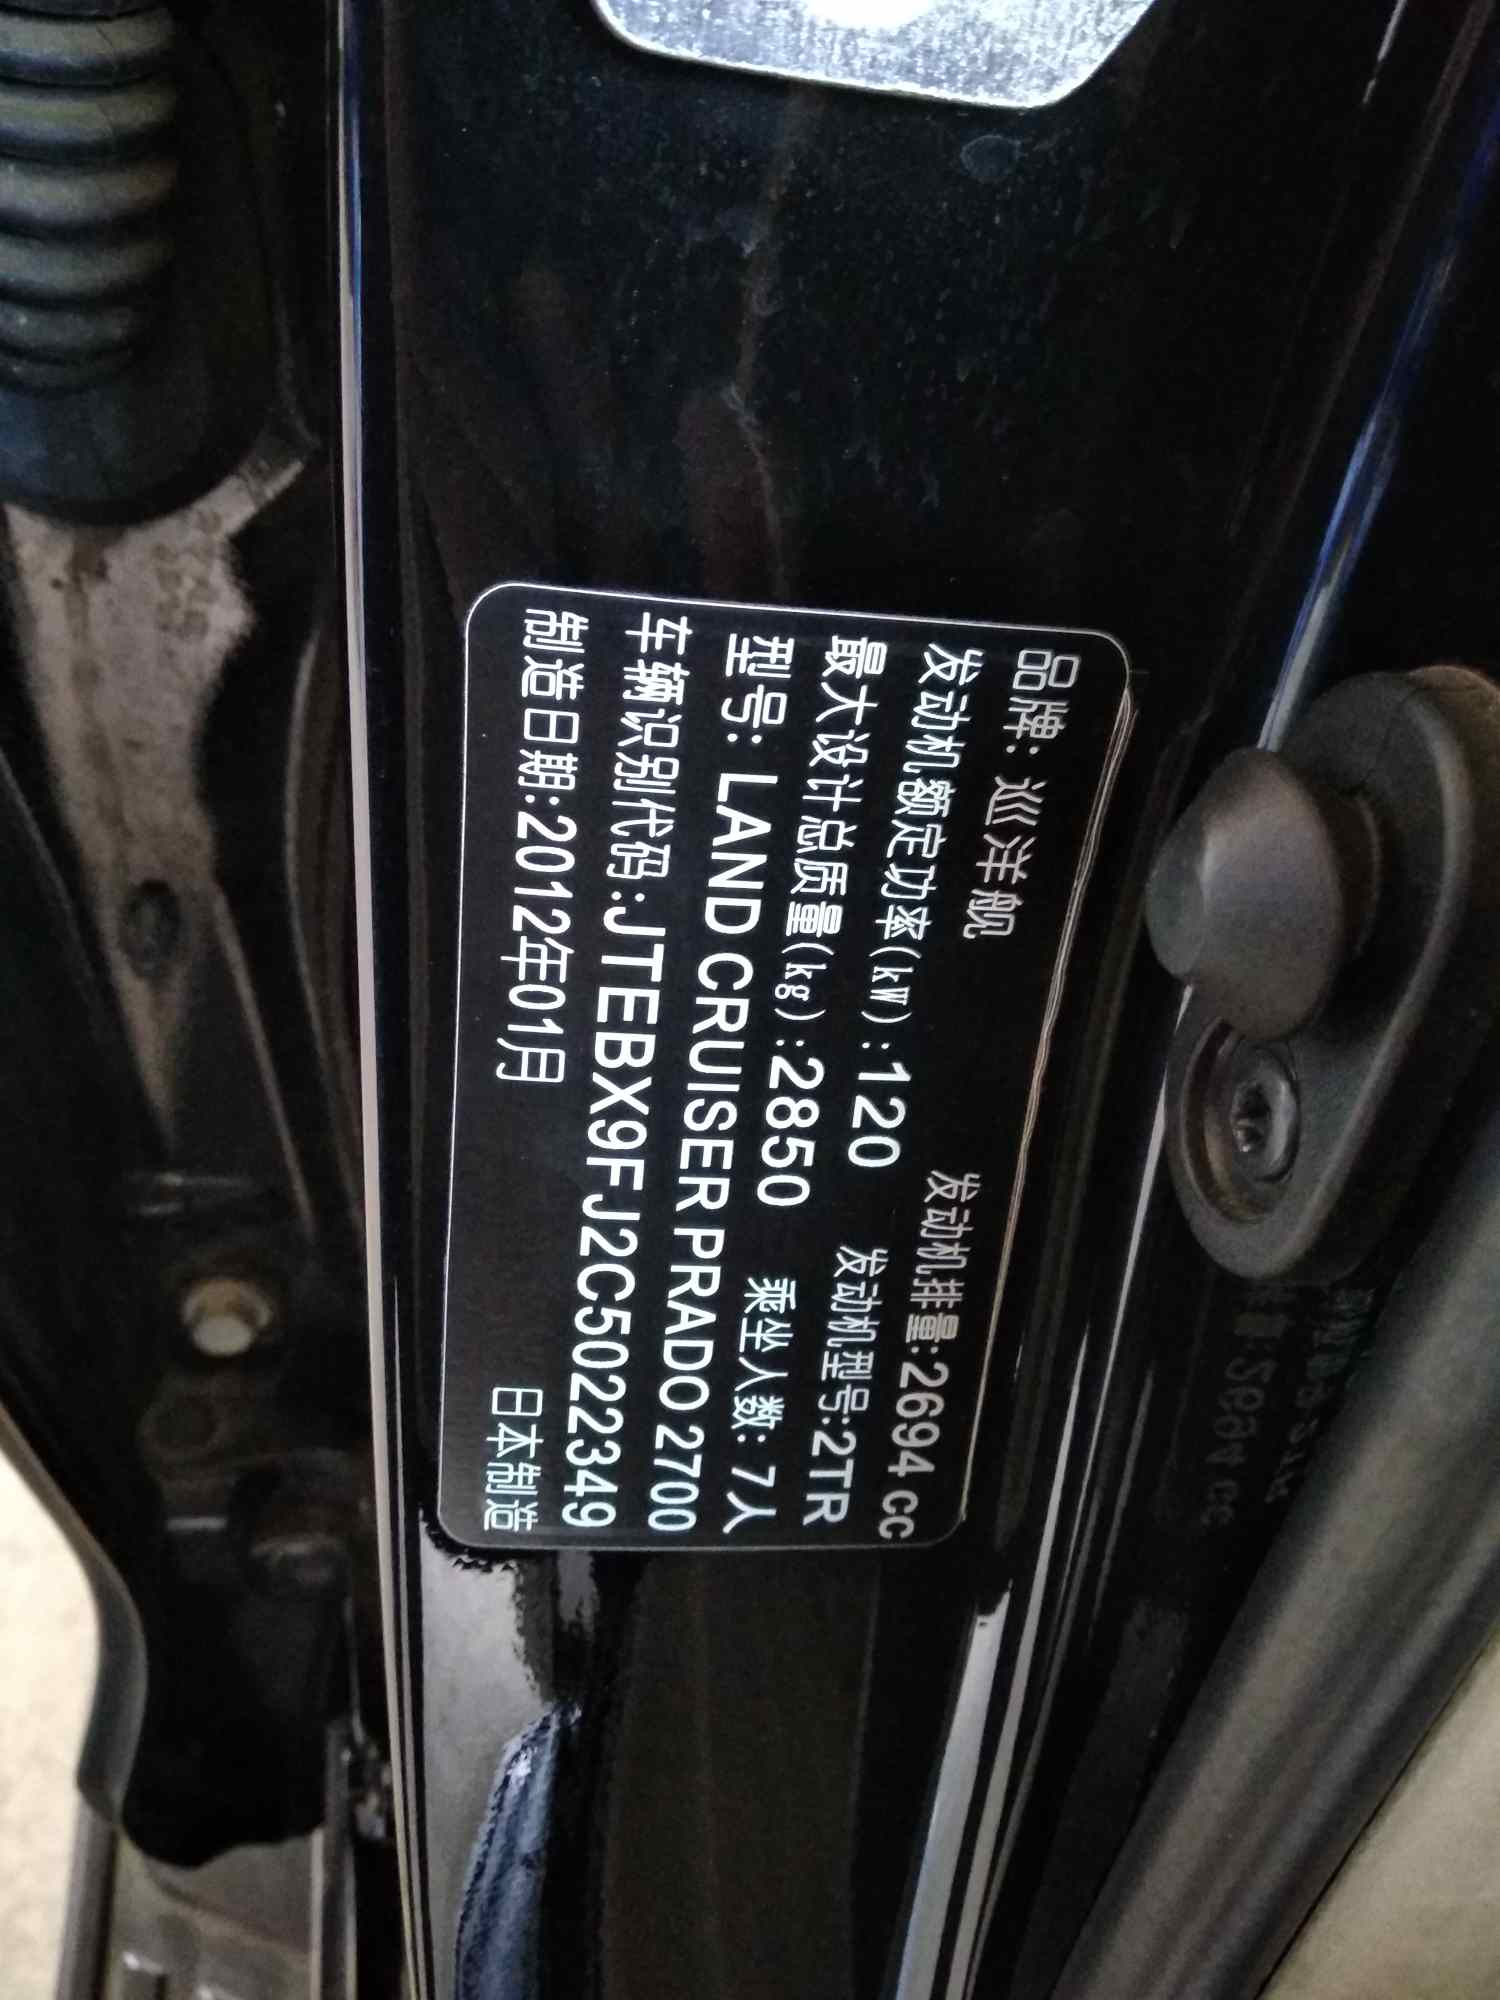 品牌: 巡洋舰
发动机排量:2694 cc
发动机额定功率(kW):120
发动机型号:2TR
最大设计总质量(kg):2850
乘坐人数: 7人
型号: LAND CRUISER PRADO 2700
车辆识别代码:JTEBX9FJ2C5022349
制造日期:2012年01月
日本制造